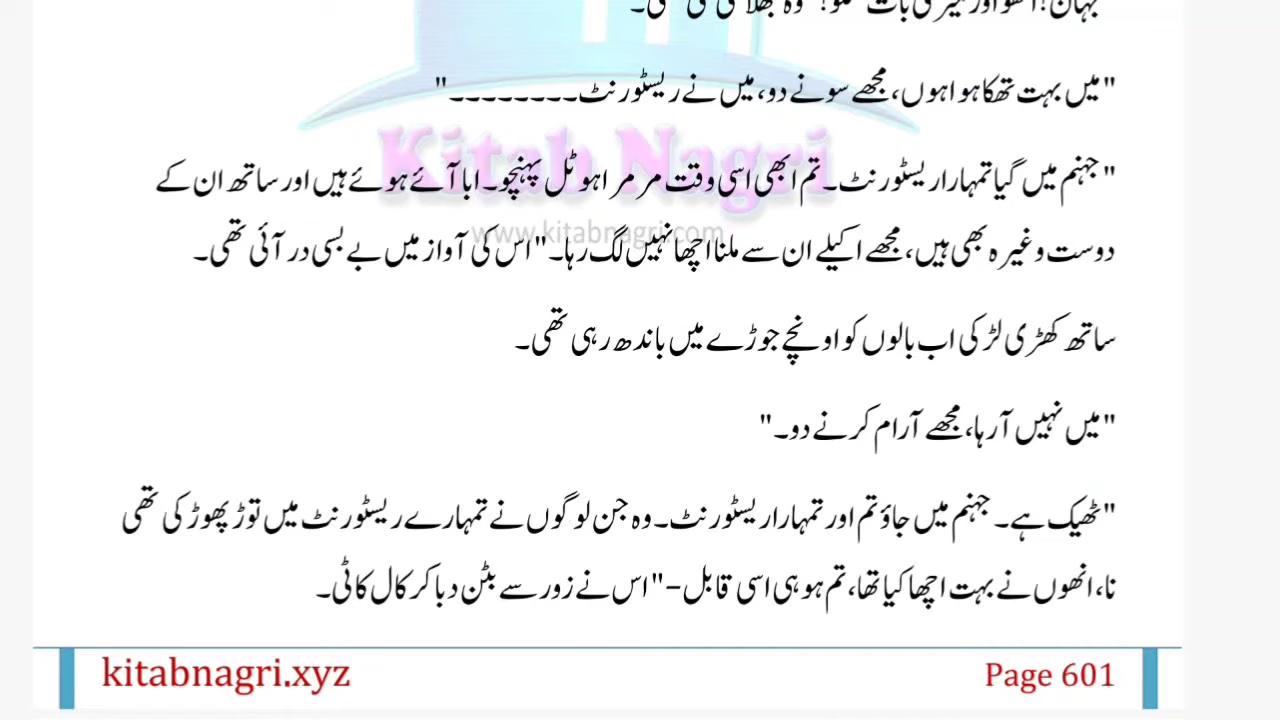 "میں بہت تھکا ہوا ہوں، مجھے سونے دو، میں نے ریسٹورنٹ۔۔۔۔۔۔۔۔۔"
Kitab Nagri
"جہنم میں گیا تمہارا ریسٹورنٹ۔ تم ابھی اسی وقت مرمرا ہوٹل پہنچو۔ ابا آئے ہوئے ہیں اور ساتھ ان کے
www.kitabnagri.com
دوست وغیرہ بھی ہیں، مجھے اکیلے ان سے ملنا اچھا نہیں لگ رہا۔" اس کی آواز میں بے بسی در آئی تھی۔
ساتھ کھڑی لڑکی اب بالوں کو اونچے جوڑے میں باندھ رہی تھی۔
"میں نہیں آ رہا، مجھے آرام کرنے دو۔"
"ٹھیک ہے۔ جہنم میں جاؤ تم اور تمہارا ریسٹورنٹ۔ وہ جن لوگوں نے تمہارے ریسٹورنٹ میں توڑ پھوڑ کی تھی
نا، انھوں نے بہت اچھا کیا تھا، تم ہو ہی اسی قابل-" اس نے زور سے بٹن دبا کر کال کاٹی۔
kitabnagri.xyz
Page 601